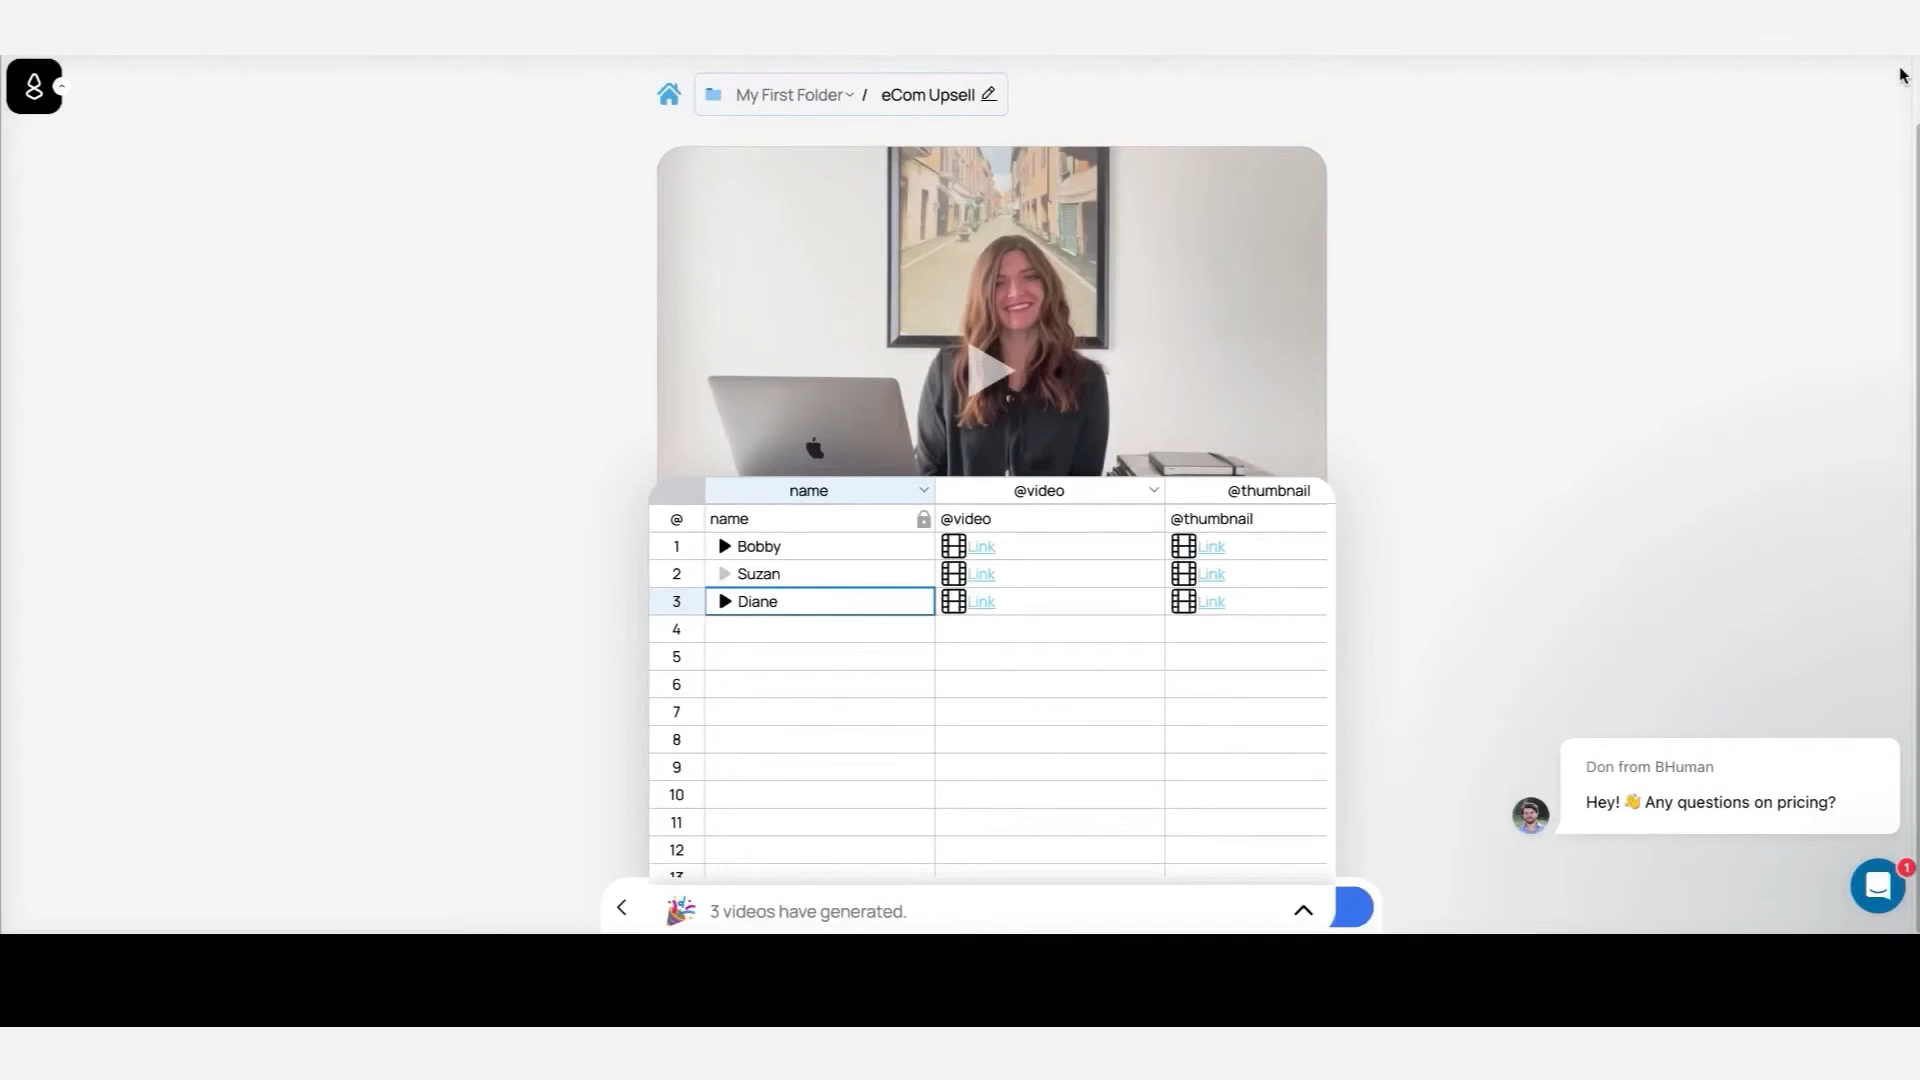 My First Folder / eCom Upsell
name @video @thumbnail
@ name @video @thumbnail
1 Bobby Link Link
2 Suzan Link Link
3 Diane Link Link
4
5
6
7
8
9
10
11
12
13
3 videos have generated.
Don from BHuman
Hey! 👋 Any questions on pricing?
1